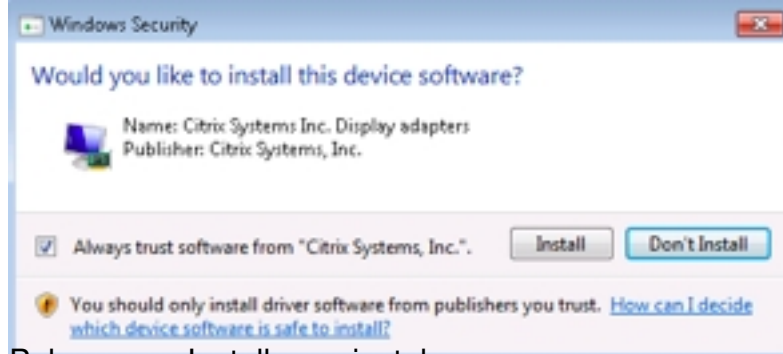 Windows Security
Would you like to install this device software?
Name: Citrix Systems Inc. Display adapters
Publisher: Citrix Systems, Inc.
Always trust software from "Citrix Systems, Inc.".
Install
Don't Install
You should only install driver software from publishers you trust. How can I decide
which device software is safe to install?